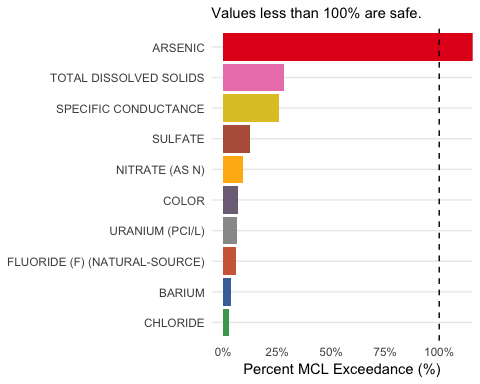 Values less than 100% are safe.
ARSENIC
TOTAL DISSOLVED SOLIDS
SPECIFIC CONDUCTANCE
SULFATE
NITRATE (AS N)
COLOR
URANIUM (PCI/L)
FLUORIDE (F) (NATURAL-SOURCE)
BARIUM
CHLORIDE
0% 25% 50% 75% 100%
Percent MCL Exceedance (%)